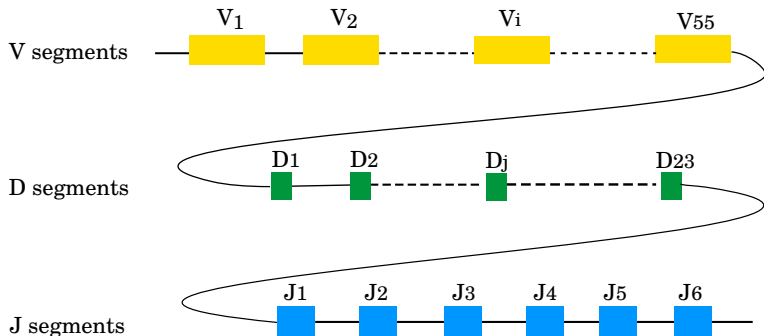 V1 V2 Vi V55
V segments
D1 D2 Dj D23
D segments
J1 J2 J3 J4 J5 J6
J segments